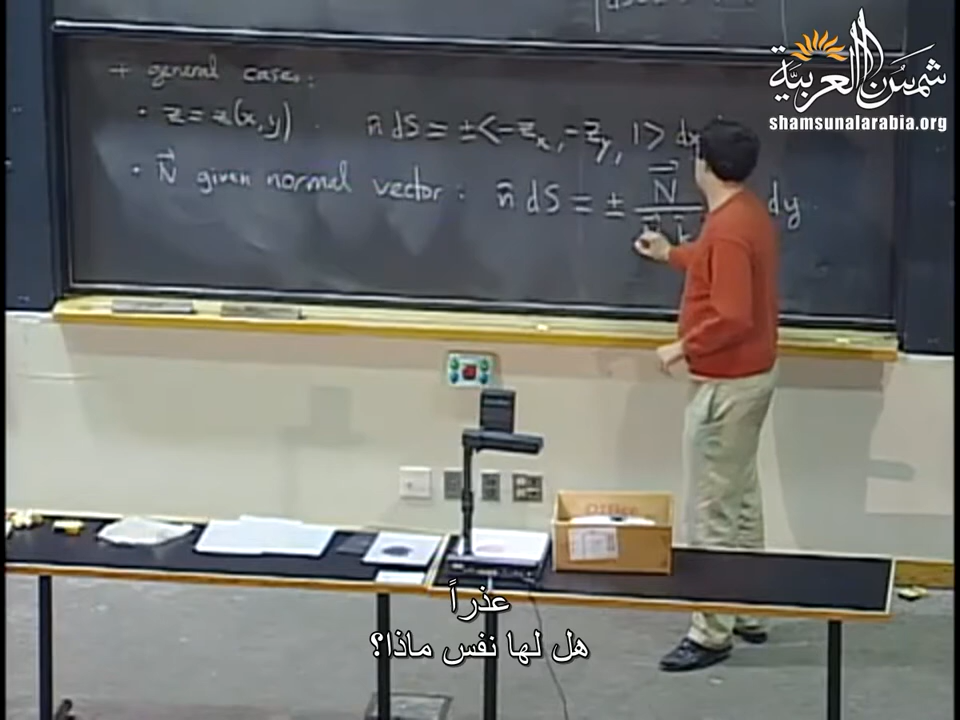 شمس العربية
shamsunalarabia.org
+ general case:
• z = z(x, y). n̂ dS = ± <-z_x, -z_y, 1> dx
• N⃗ given normal vector: n̂ dS = ± N⃗ / N⃗ · k̂ dy
OFFICE
عذراً
هل لها نفس ماذا؟